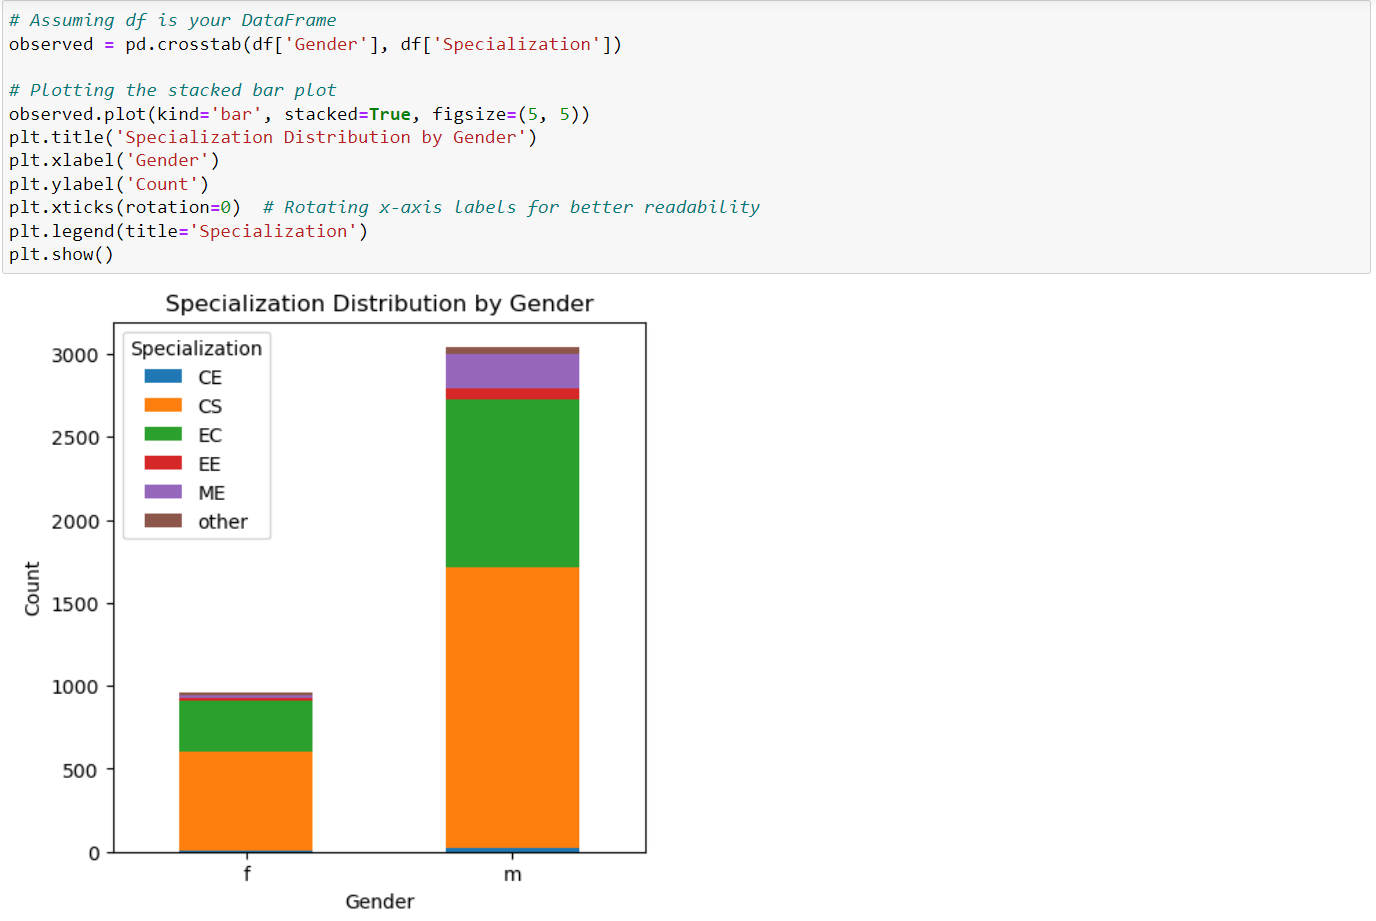 # Assuming df is your DataFrame
observed = pd.crosstab(df['Gender'], df['Specialization'])
# Plotting the stacked bar plot
observed.plot(kind='bar', stacked=True, figsize=(5, 5))
plt.title('Specialization Distribution by Gender')
plt.xlabel('Gender')
plt.ylabel('Count')
plt.xticks(rotation=0)  # Rotating x-axis labels for better readability
plt.legend(title='Specialization')
plt.show()
Specialization Distribution by Gender
Specialization
CE
CS
EC
EE
ME
other
3000
2500
2000
1500
1000
500
0
Count
f
m
Gender